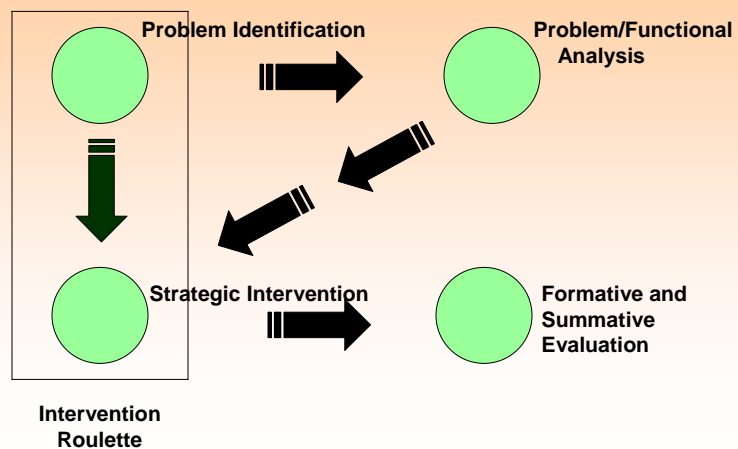 Problem Identification
Problem/Functional
Analysis
Strategic Intervention
Formative and
Summative
Evaluation
Intervention
Roulette